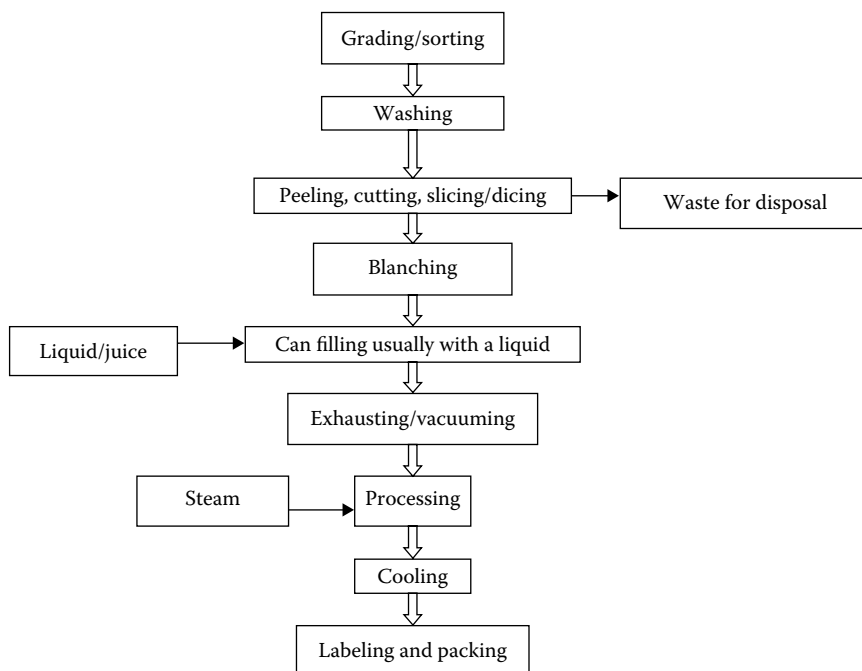 Grading/sorting
Washing
Peeling, cutting, slicing/dicing
Waste for disposal
Blanching
Liquid/juice
Can filling usually with a liquid
Exhausting/vacuuming
Steam
Processing
Cooling
Labeling and packing